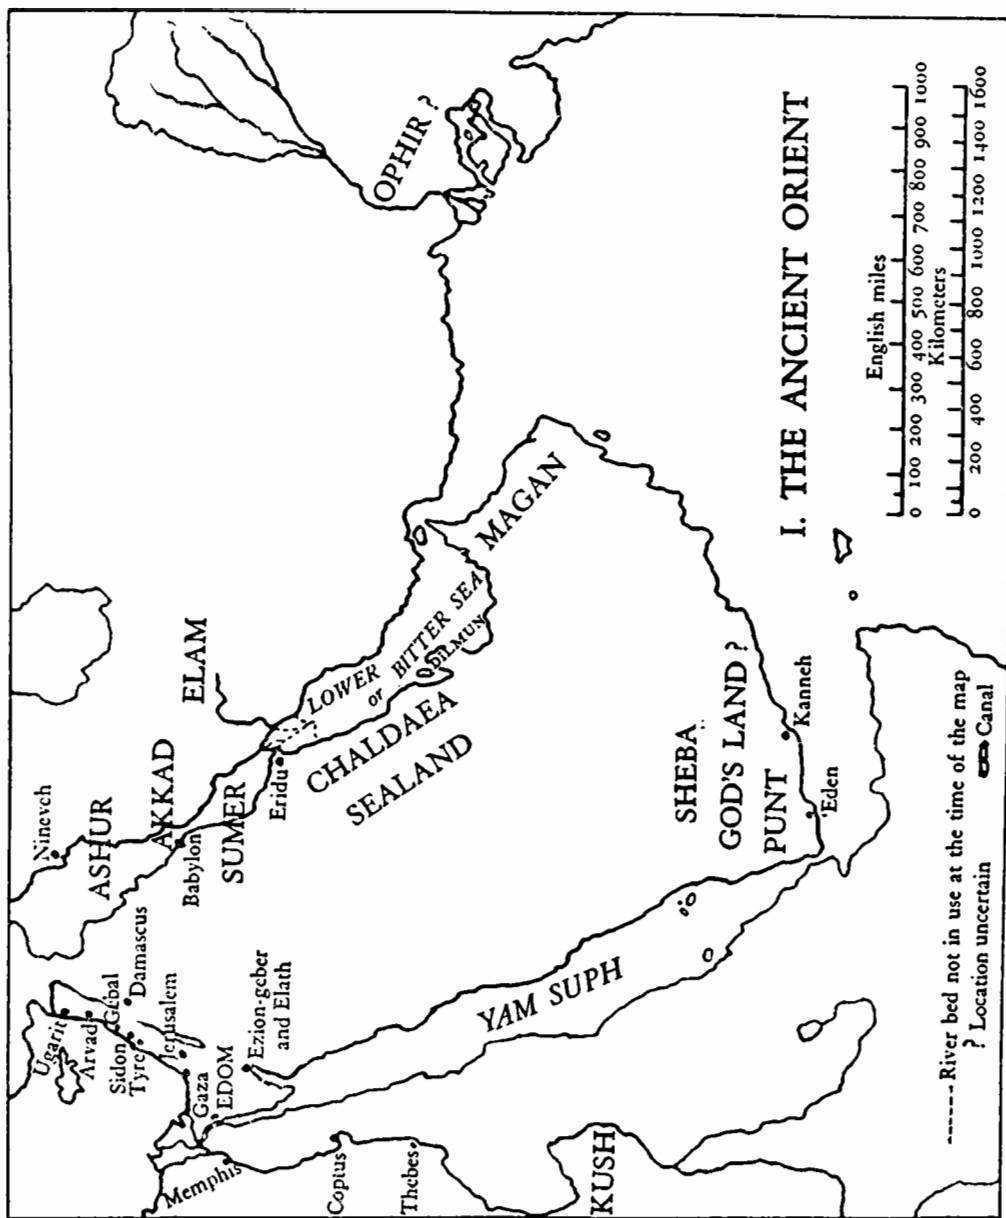 Nineveh
ASHUR
Ugarit
Arvad
Gebal
Sidon
Tyre
Damascus
Jerusalem
Gaza
EDOM
Ezion-geber
and Elath
Memphis
Copius
Thebes
KUSH
YAM SUPH
AKKAD
Babylon
SUMER
ELAM
Eridu
LOWER
or BITTER SEA
DILMUN
CHALDAEA
SEALAND
MAGAN
OPHIR ?
SHEBA
GOD'S LAND ?
PUNT
Kanneh
'Eden
I. THE ANCIENT ORIENT
English miles
0 100 200 300 400 500 600 700 800 900 1000
Kilometers
0 200 400 600 800 1000 1200 1400 1600
------ River bed not in use at the time of the map
? Location uncertain Canal